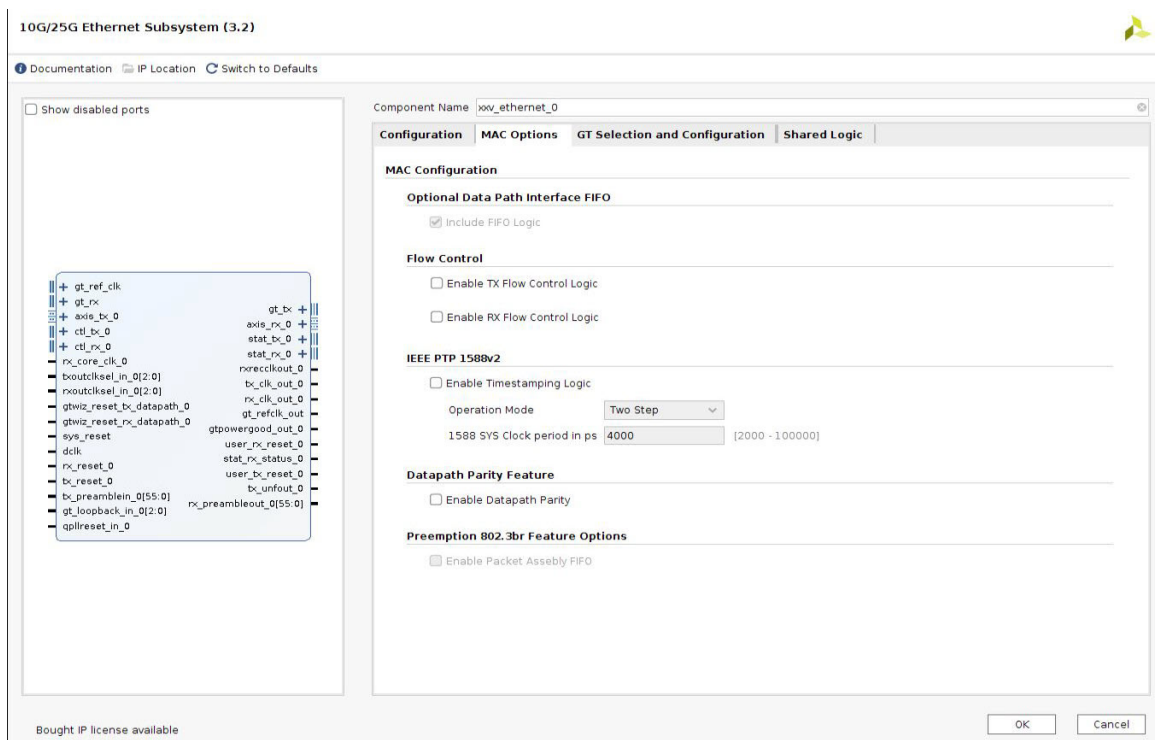 10G/25G Ethernet Subsystem (3.2)
Documentation IP Location Switch to Defaults
Show disabled ports
gt_ref_clk
gt_rx
axis_tx_0
ctl_tx_0
ctl_rx_0
rx_core_clk_0
txoutclksel_in_0[2:0]
rxoutclksel_in_0[2:0]
gtwiz_reset_tx_datapath_0
gtwiz_reset_rx_datapath_0
sys_reset
dclk
rx_reset_0
tx_reset_0
tx_preamblein_0[55:0]
gt_loopback_in_0[2:0]
qpllreset_in_0
gt_tx
axis_rx_0
stat_tx_0
stat_rx_0
rxrecclkout_0
tx_clk_out_0
rx_clk_out_0
gt_refclk_out
gtpowergood_out_0
user_rx_reset_0
stat_rx_status_0
user_tx_reset_0
tx_unfout_0
rx_preambleout_0[55:0]
Component Name xxv_ethernet_0
Configuration MAC Options GT Selection and Configuration Shared Logic
MAC Configuration
Optional Data Path Interface FIFO
Include FIFO Logic
Flow Control
Enable TX Flow Control Logic
Enable RX Flow Control Logic
IEEE PTP 1588v2
Enable Timestamping Logic
Operation Mode Two Step
1588 SYS Clock period in ps 4000 [2000 - 100000]
Datapath Parity Feature
Enable Datapath Parity
Preemption 802.3br Feature Options
Enable Packet Assebly FIFO
Bought IP license available
OK Cancel